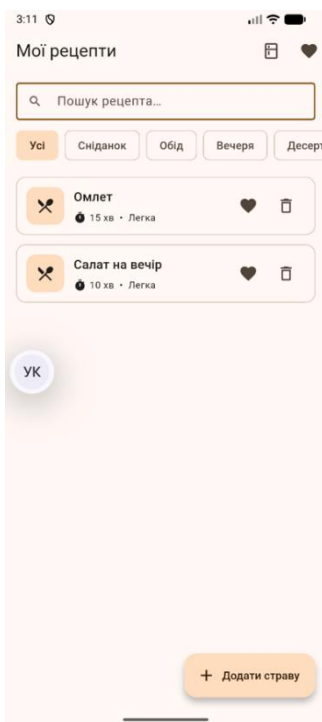 3:11
Мої рецепти
Пошук рецепта...
Усі Сніданок Обід Вечеря Десерт
Омлет
15 хв • Легка
Салат на вечір
10 хв • Легка
УК
+ Додати страву